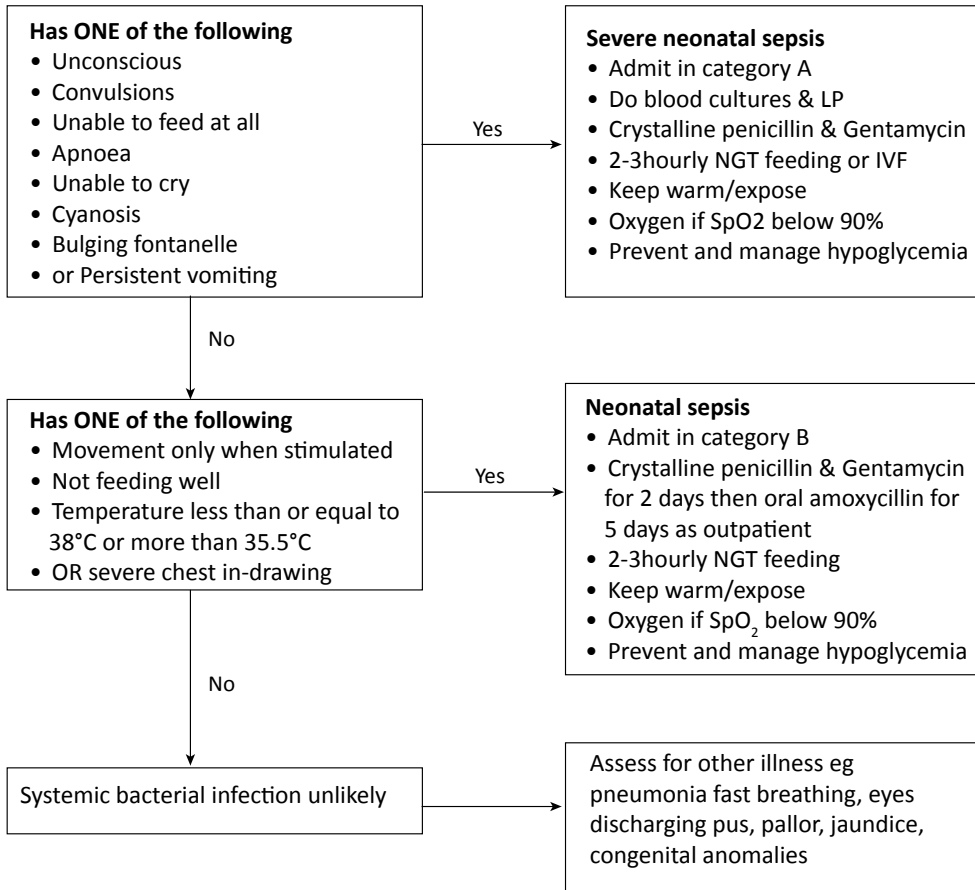 Has ONE of the following
• Unconscious
• Convulsions
• Unable to feed at all
• Apnoea
• Unable to cry
• Cyanosis
• Bulging fontanelle
• or Persistent vomiting
Yes
Severe neonatal sepsis
• Admit in category A
• Do blood cultures & LP
• Crystalline penicillin & Gentamycin
• 2-3hourly NGT feeding or IVF
• Keep warm/expose
• Oxygen if SpO2 below 90%
• Prevent and manage hypoglycemia
No
Has ONE of the following
• Movement only when stimulated
• Not feeding well
• Temperature less than or equal to
38°C or more than 35.5°C
• OR severe chest in-drawing
Yes
Neonatal sepsis
• Admit in category B
• Crystalline penicillin & Gentamycin
for 2 days then oral amoxycillin for
5 days as outpatient
• 2-3hourly NGT feeding
• Keep warm/expose
• Oxygen if SpO₂ below 90%
• Prevent and manage hypoglycemia
No
Systemic bacterial infection unlikely
Assess for other illness eg
pneumonia fast breathing, eyes
discharging pus, pallor, jaundice,
congenital anomalies